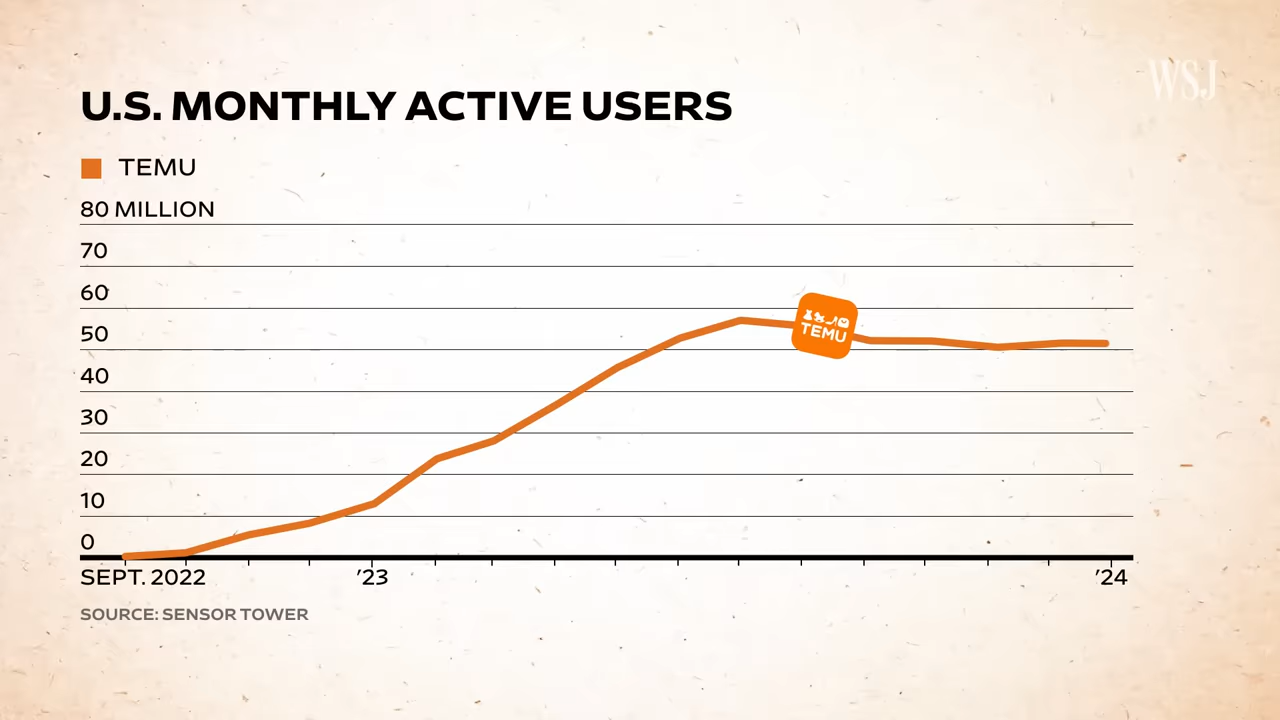 WSJ
U.S. MONTHLY ACTIVE USERS
TEMU
80 MILLION
70
60
50
40
30
20
10
0
TEMU
SEPT. 2022
'23
'24
SOURCE: SENSOR TOWER